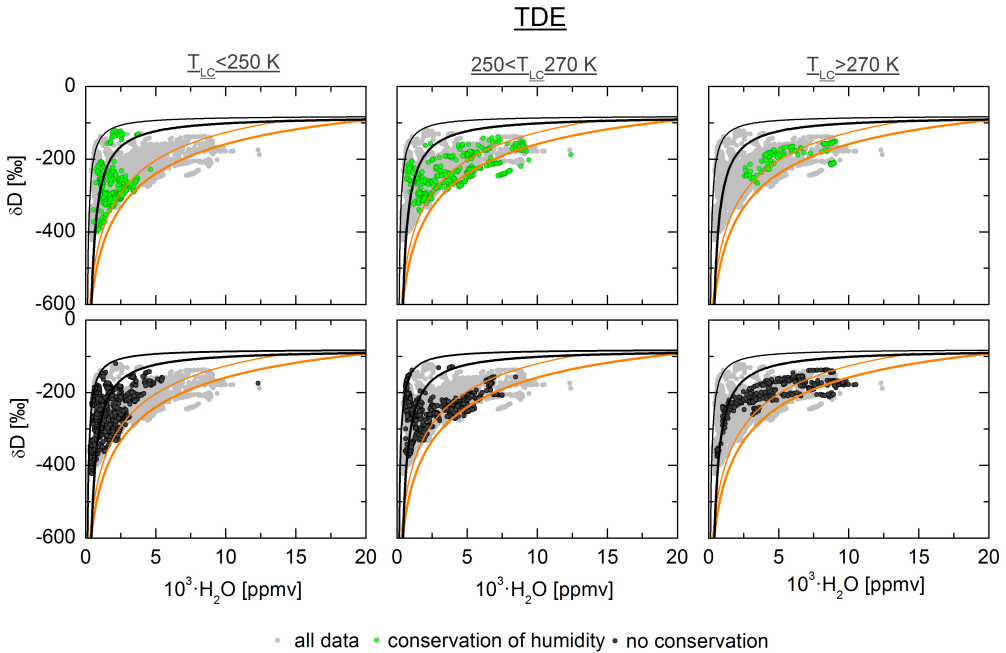 TDE
T_LC<250 K
250<T_LC270 K
T_LC>270 K
0
-200
-400
-600
δD [‰]
0
-200
-400
-600
δD [‰]
0 5 10 15 20
0 5 10 15 20
0 5 10 15 20
10³·H₂O [ppmv]
10³·H₂O [ppmv]
10³·H₂O [ppmv]
all data conservation of humidity no conservation